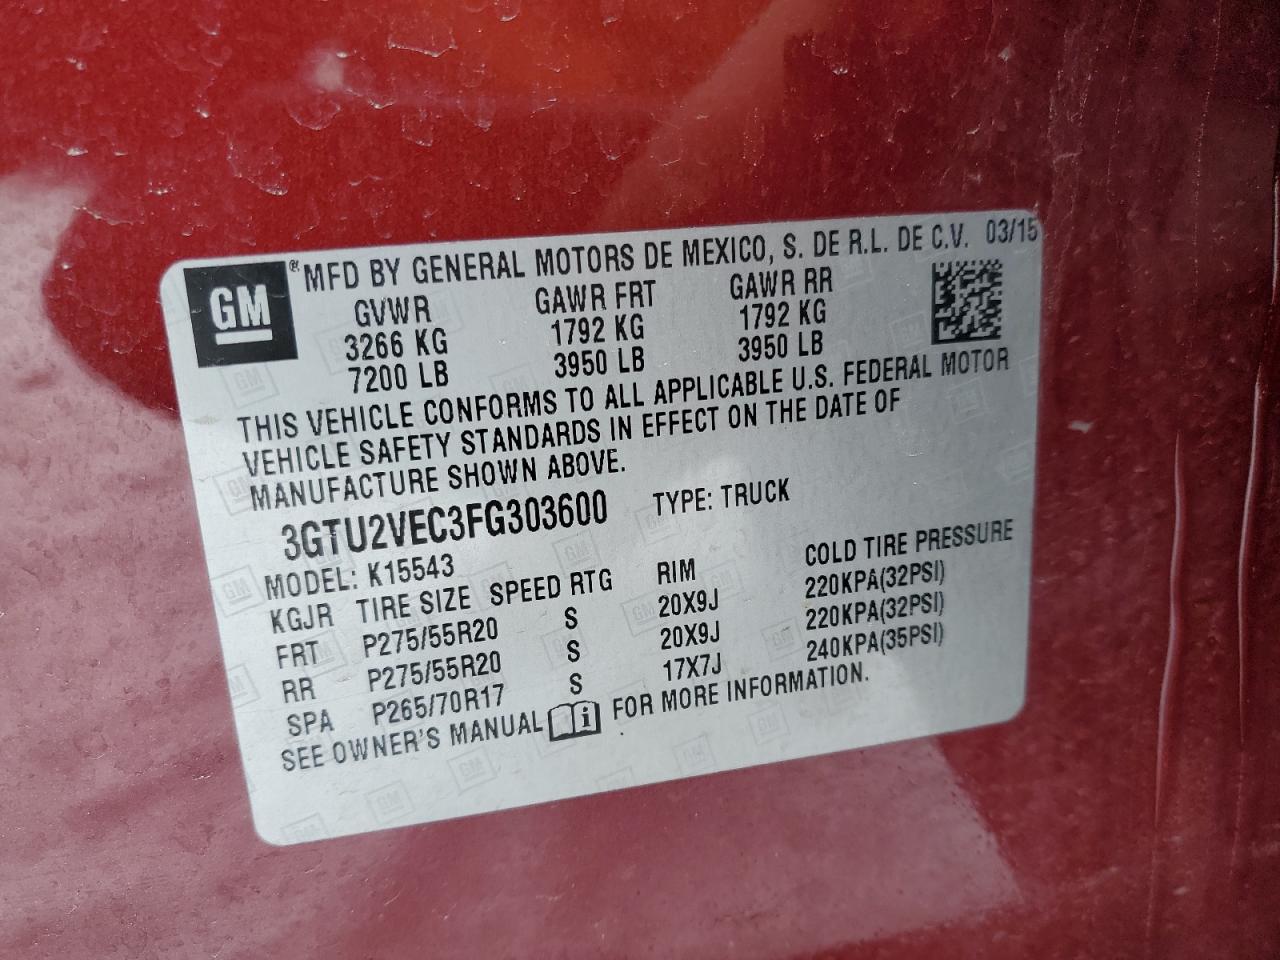 GM
® MFD BY GENERAL MOTORS DE MEXICO, S. DE R.L. DE C.V. 03/15
GVWR GAWR FRT GAWR RR
3266 KG 1792 KG 1792 KG
7200 LB 3950 LB 3950 LB
THIS VEHICLE CONFORMS TO ALL APPLICABLE U.S. FEDERAL MOTOR
VEHICLE SAFETY STANDARDS IN EFFECT ON THE DATE OF
MANUFACTURE SHOWN ABOVE.
3GTU2VEC3FG303600 TYPE: TRUCK
MODEL: K15543
KGJR TIRE SIZE SPEED RTG RIM COLD TIRE PRESSURE
FRT P275/55R20 S 20X9J 220KPA(32PSI)
RR P275/55R20 S 20X9J 220KPA(32PSI)
SPA P265/70R17 S 17X7J 240KPA(35PSI)
SEE OWNER'S MANUAL i FOR MORE INFORMATION.